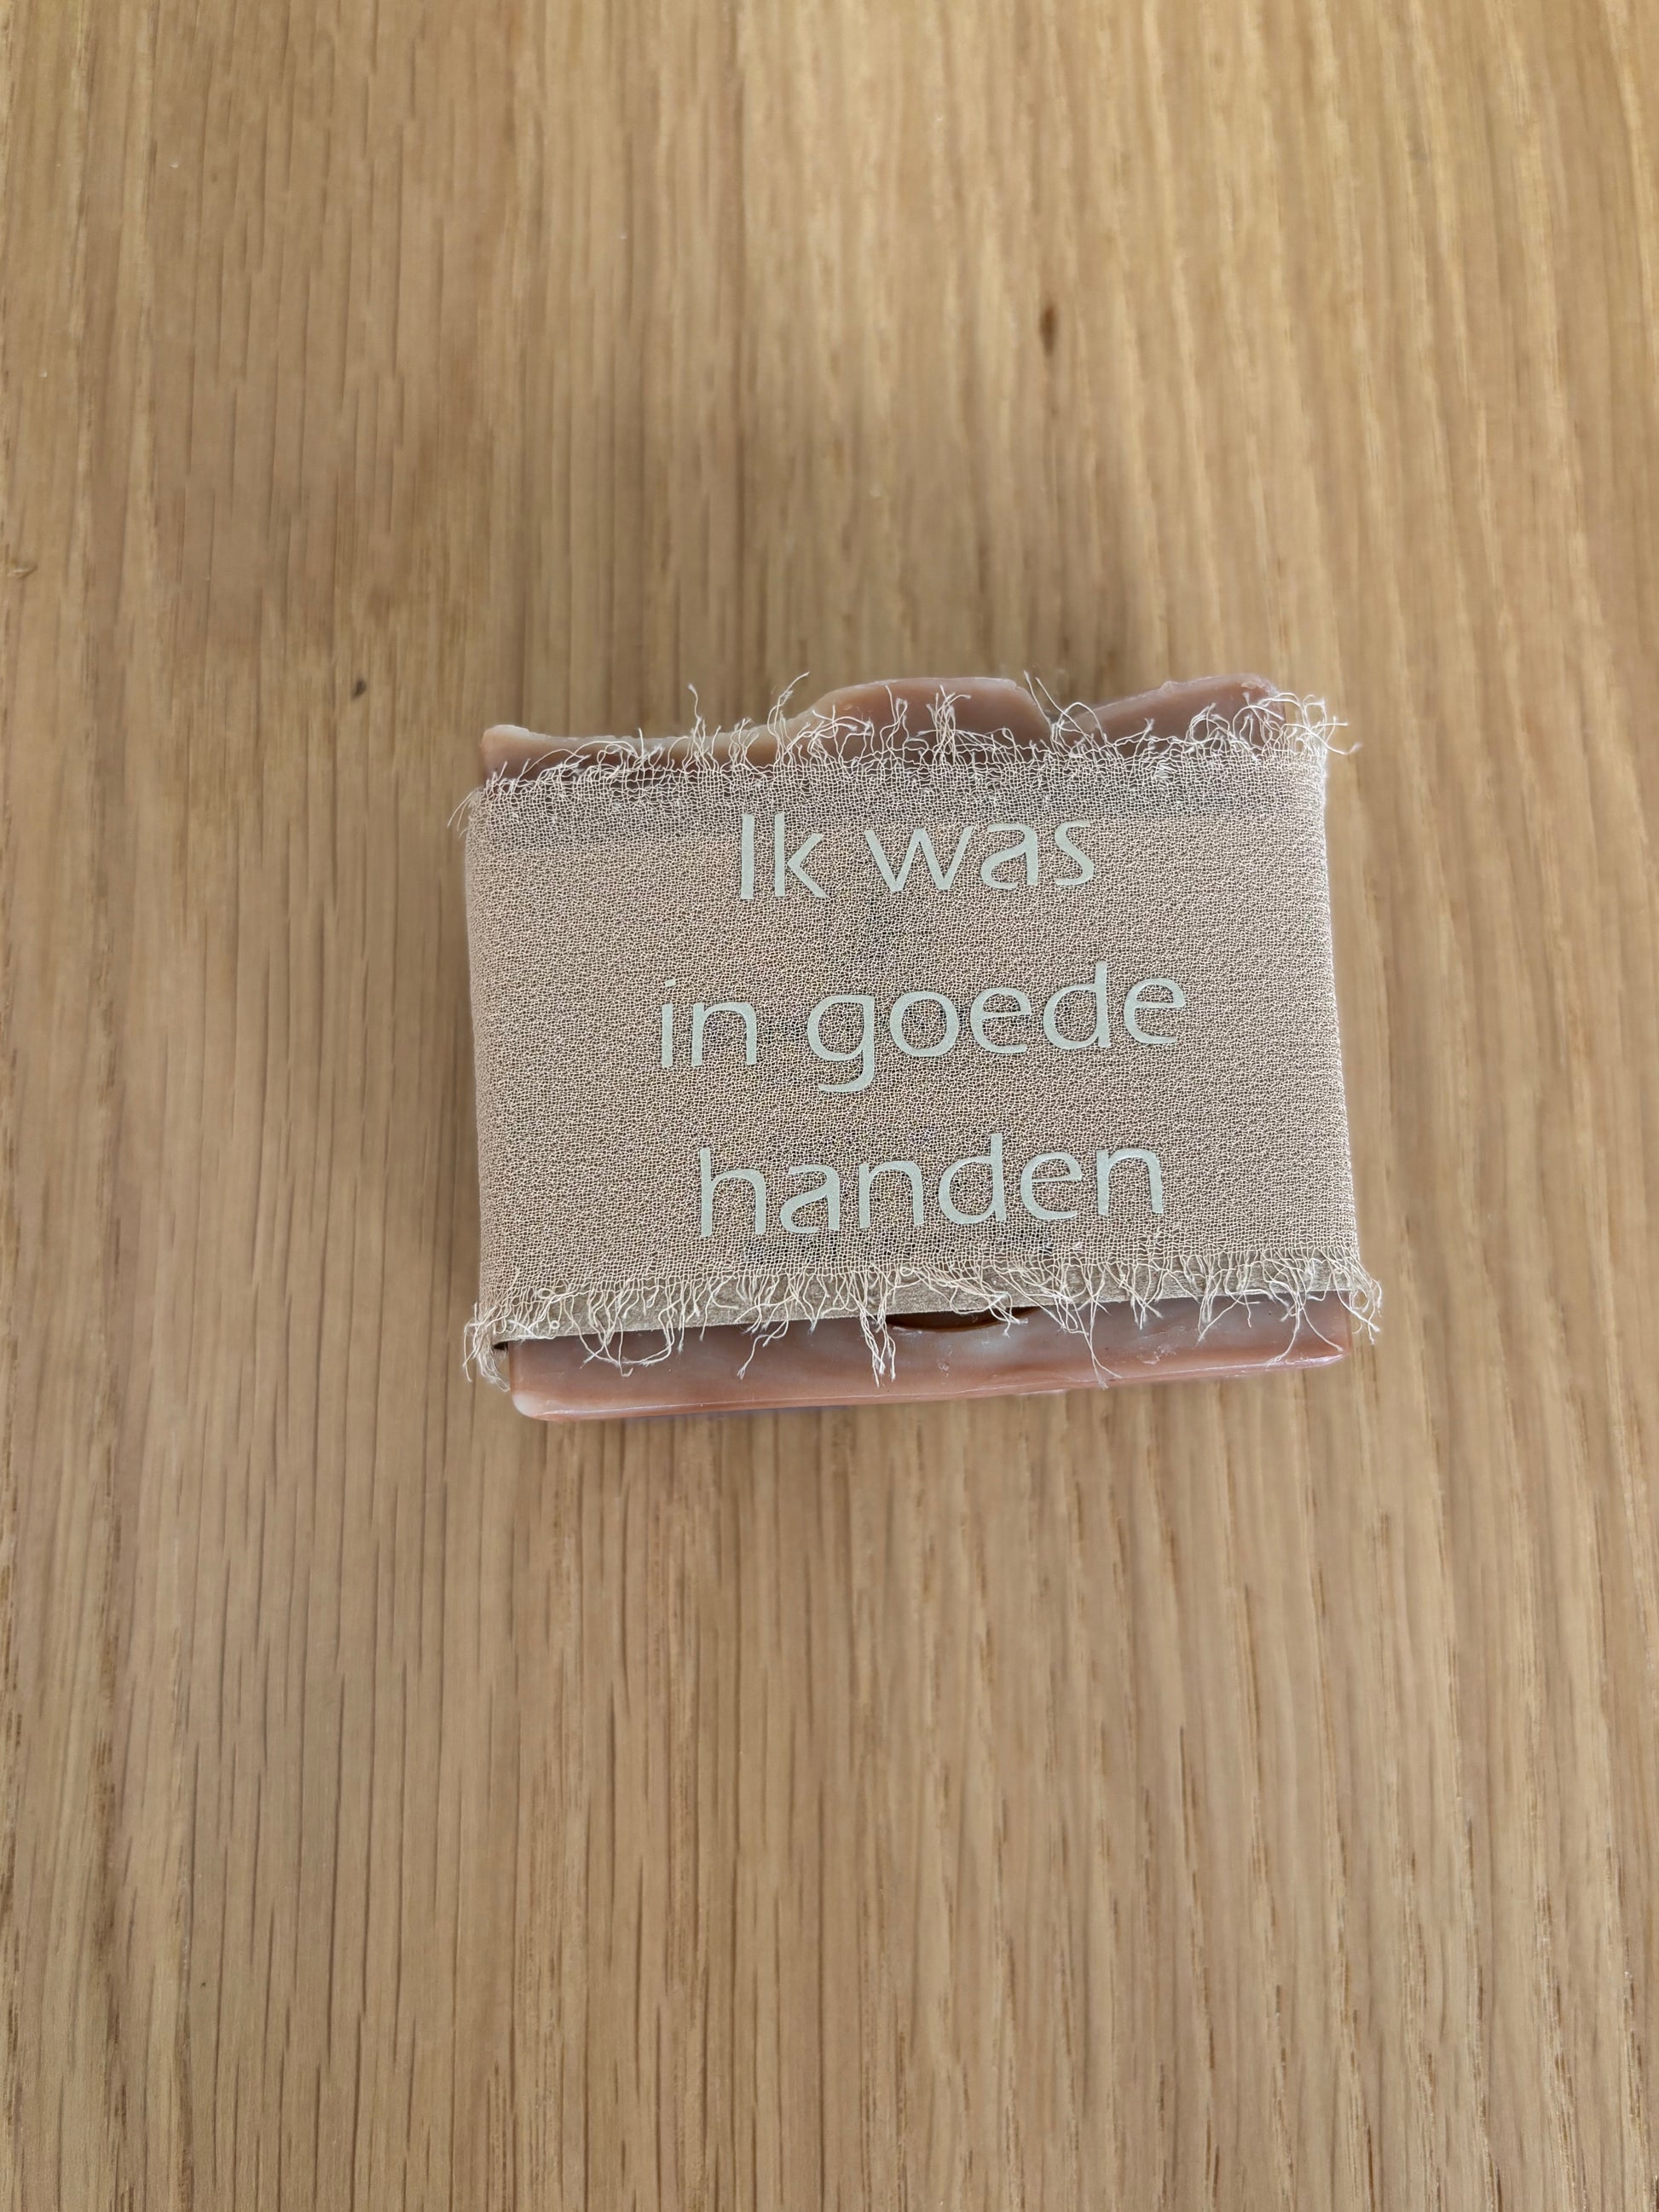 Ik was
in goede
handen